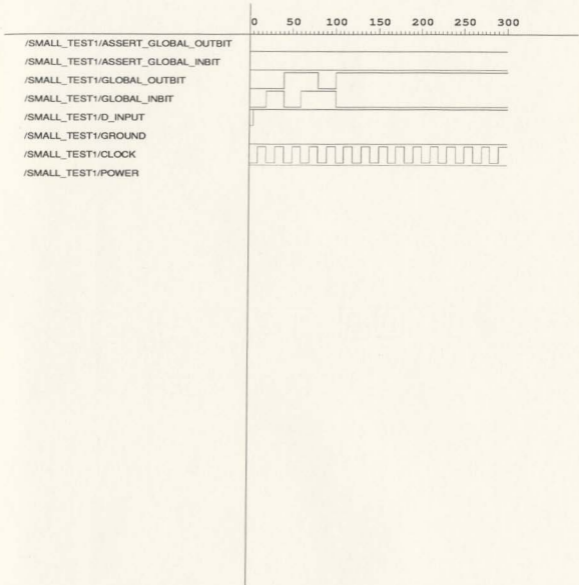 0 50 100 150 200 250 300
/SMALL_TEST1/ASSERT_GLOBAL_OUTBIT
/SMALL_TEST1/ASSERT_GLOBAL_INBIT
/SMALL_TEST1/GLOBAL_OUTBIT
/SMALL_TEST1/GLOBAL_INBIT
/SMALL_TEST1/D_INPUT
/SMALL_TEST1/GROUND
/SMALL_TEST1/CLOCK
/SMALL_TEST1/POWER